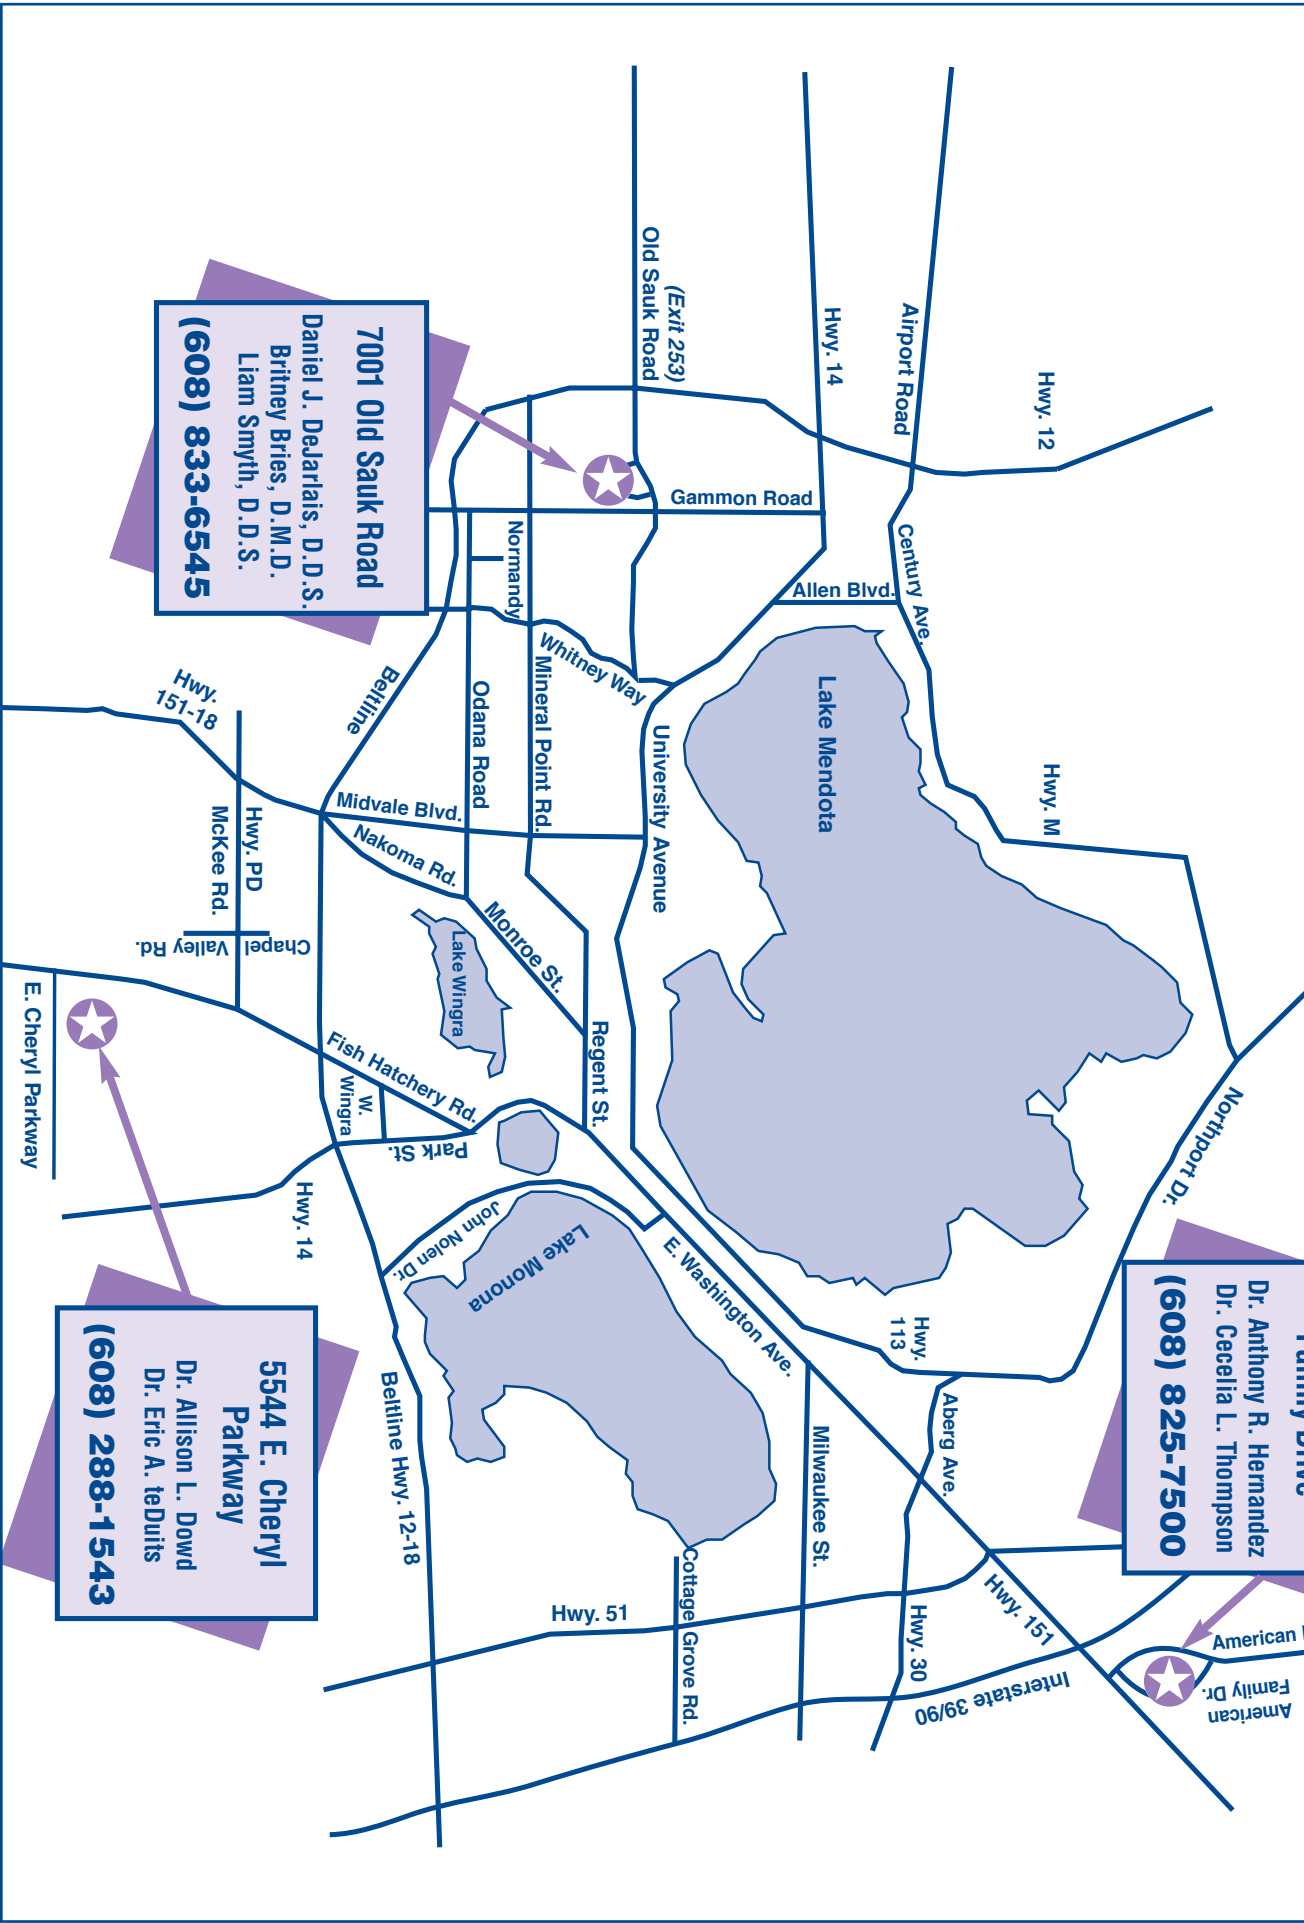 Hwy. 12
Airport Road
Hwy. 14
(Exit 253)
Old Sauk Road
Gammon Road
Century Ave.
Allen Blvd.
Normandy
Whitney Way
Mineral Point Rd.
Odana Road
Beltline
University Avenue
Lake Mendota
Hwy. M
Midvale Blvd.
Nakoma Rd.
Monroe St.
Lake Wingra
Regent St.
Hwy.
151-18
Hwy. PD
McKee Rd.
Chapel
Valley Rd.
E. Cheryl Parkway
Fish Hatchery Rd.
W.
Wingra
Park St.
Hwy. 14
John Nolen Dr.
Lake Monona
E. Washington Ave.
Northport Dr.
Hwy.
113
Aberg Ave.
Milwaukee St.
Beltline Hwy. 12-18
Cottage Grove Rd.
Hwy. 51
Hwy. 30
Hwy. 151
Interstate 39/90
American
American
Family Dr.
7001 Old Sauk Road
Daniel J. DeJarlais, D.D.S.
Britney Bries, D.M.D.
Liam Smyth, D.D.S.
(608) 833-6545
5544 E. Cheryl
Parkway
Dr. Allison L. Dowd
Dr. Eric A. teDuits
(608) 288-1543
Dr. Anthony R. Hernandez
Dr. Cecelia L. Thompson
(608) 825-7500